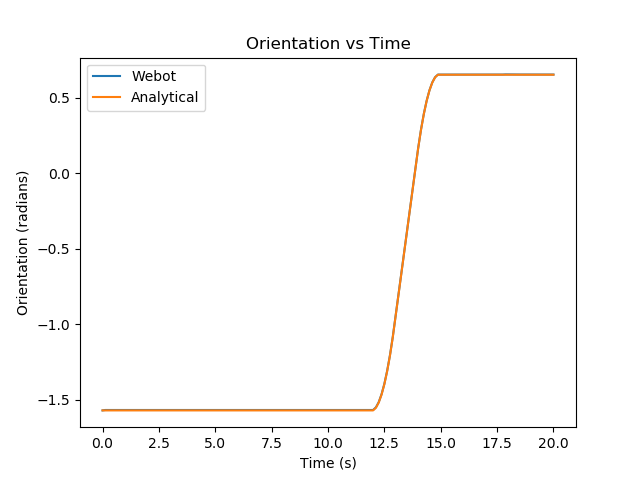 Orientation vs Time
Webot
Analytical
Orientation (radians)
0.5
0.0
−0.5
−1.0
−1.5
0.0 2.5 5.0 7.5 10.0 12.5 15.0 17.5 20.0
Time (s)